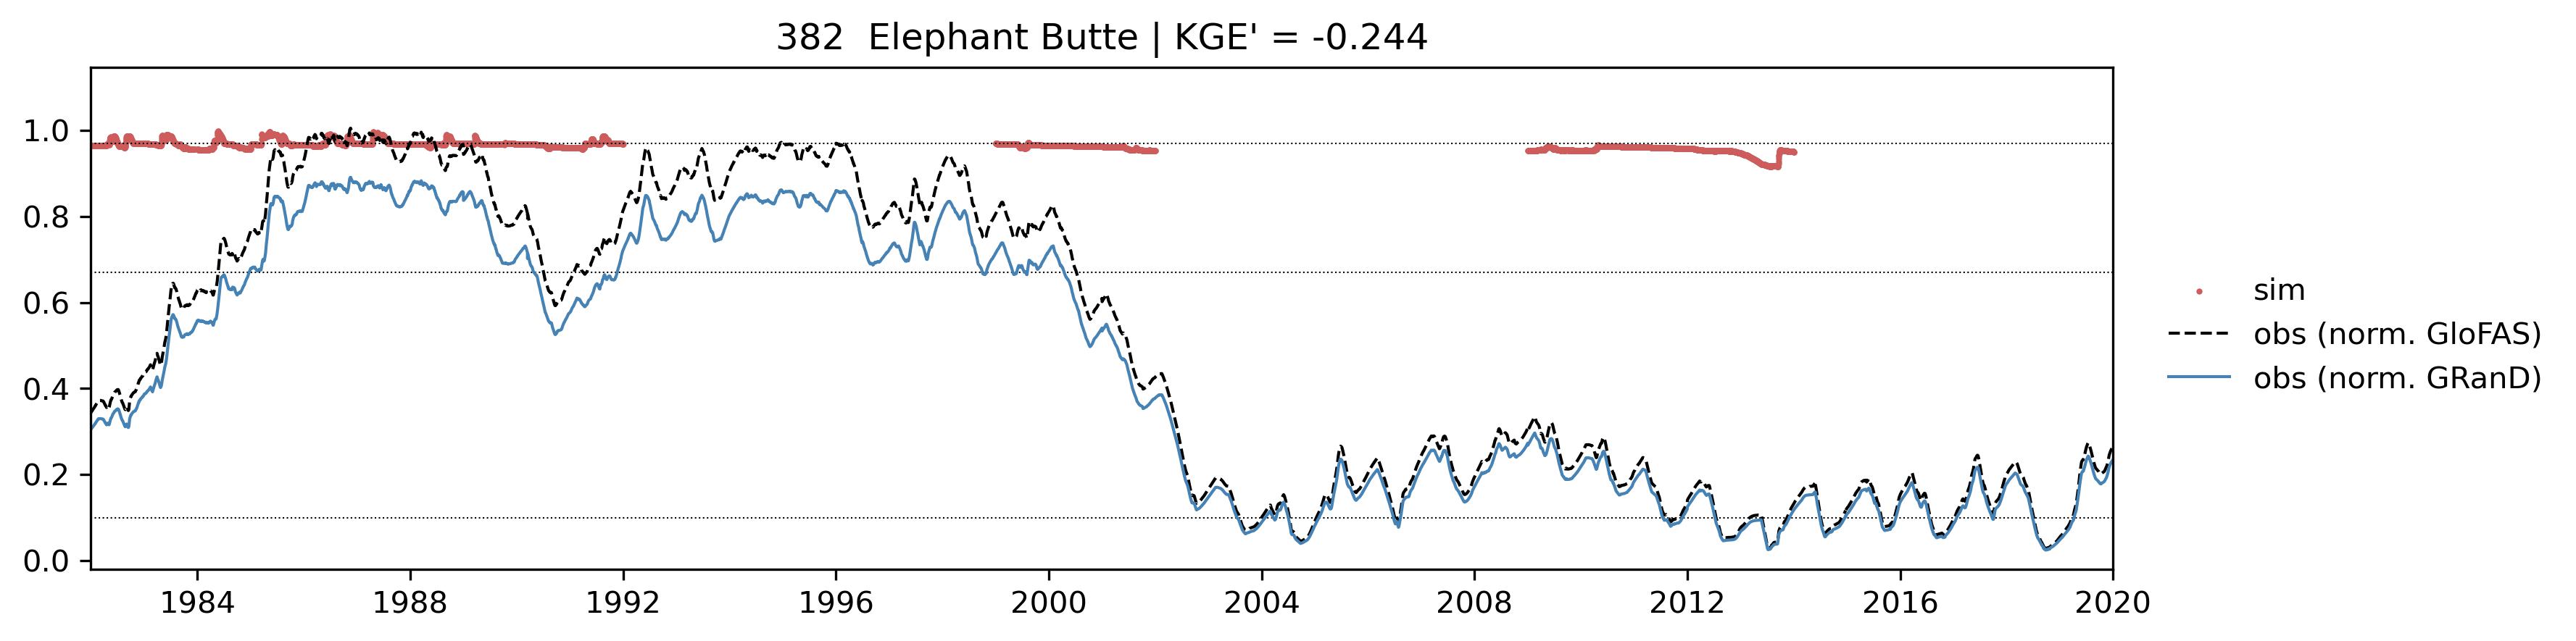 382  Elephant Butte | KGE' = -0.244
1.0
0.8
0.6
0.4
0.2
0.0
1984 1988 1992 1996 2000 2004 2008 2012 2016 2020
sim
obs (norm. GloFAS)
obs (norm. GRanD)